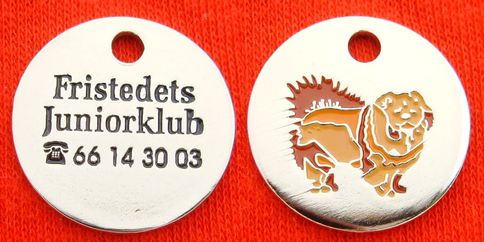 Fristedets
Juniorklub
☎ 66 14 30 03